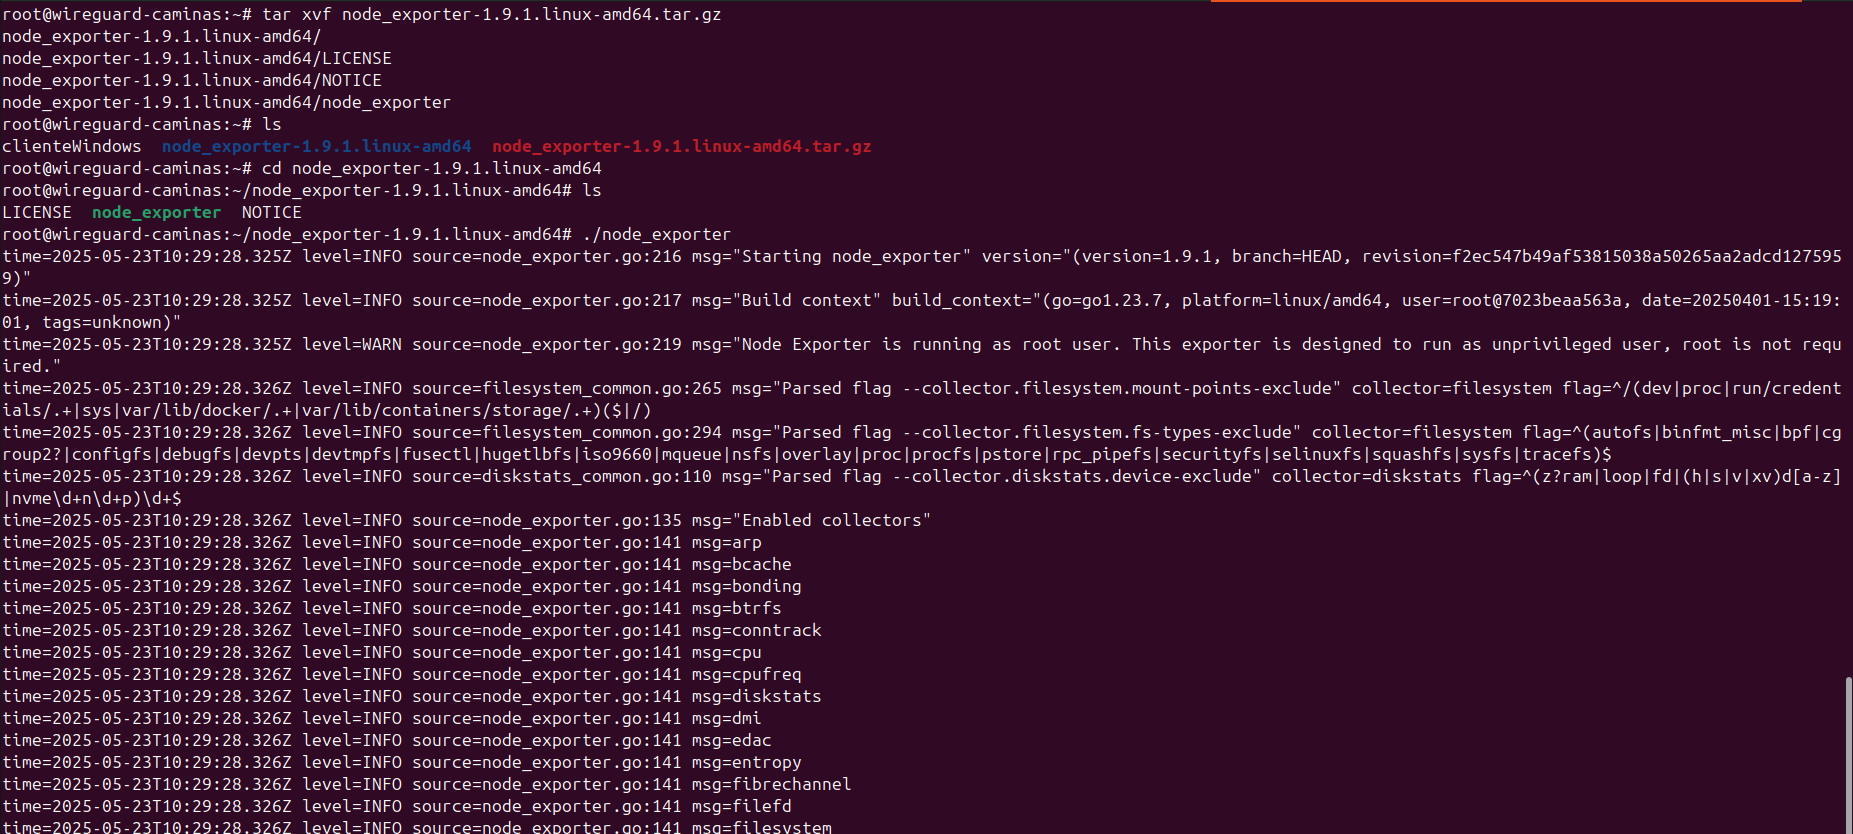 root@wireguard-caminas:~# tar xvf node_exporter-1.9.1.linux-amd64.tar.gz
node_exporter-1.9.1.linux-amd64/
node_exporter-1.9.1.linux-amd64/LICENSE
node_exporter-1.9.1.linux-amd64/NOTICE
node_exporter-1.9.1.linux-amd64/node_exporter
root@wireguard-caminas:~# ls
clienteWindows  node_exporter-1.9.1.linux-amd64  node_exporter-1.9.1.linux-amd64.tar.gz
root@wireguard-caminas:~# cd node_exporter-1.9.1.linux-amd64
root@wireguard-caminas:~/node_exporter-1.9.1.linux-amd64# ls
LICENSE  node_exporter  NOTICE
root@wireguard-caminas:~/node_exporter-1.9.1.linux-amd64# ./node_exporter
time=2025-05-23T10:29:28.325Z level=INFO source=node_exporter.go:216 msg="Starting node_exporter" version="(version=1.9.1, branch=HEAD, revision=f2ec547b49af53815038a50265aa2adcd127595
9)"
time=2025-05-23T10:29:28.325Z level=INFO source=node_exporter.go:217 msg="Build context" build_context="(go=go1.23.7, platform=linux/amd64, user=root@7023beaa563a, date=20250401-15:19:
01, tags=unknown)"
time=2025-05-23T10:29:28.325Z level=WARN source=node_exporter.go:219 msg="Node Exporter is running as root user. This exporter is designed to run as unprivileged user, root is not requ
ired."
time=2025-05-23T10:29:28.326Z level=INFO source=filesystem_common.go:265 msg="Parsed flag --collector.filesystem.mount-points-exclude" collector=filesystem flag=^/(dev|proc|run/credent
ials/.+|sys|var/lib/docker/.+|var/lib/containers/storage/.+)($|/)
time=2025-05-23T10:29:28.326Z level=INFO source=filesystem_common.go:294 msg="Parsed flag --collector.filesystem.fs-types-exclude" collector=filesystem flag=^(autofs|binfmt_misc|bpf|cg
roup2?|configfs|debugfs|devpts|devtmpfs|fusectl|hugetlbfs|iso9660|mqueue|nsfs|overlay|proc|procfs|pstore|rpc_pipefs|securityfs|selinuxfs|squashfs|sysfs|tracefs)$
time=2025-05-23T10:29:28.326Z level=INFO source=diskstats_common.go:110 msg="Parsed flag --collector.diskstats.device-exclude" collector=diskstats flag=^(z?ram|loop|fd|(h|s|v|xv)d[a-z]
|nvme\d+n\d+p)\d+$
time=2025-05-23T10:29:28.326Z level=INFO source=node_exporter.go:135 msg="Enabled collectors"
time=2025-05-23T10:29:28.326Z level=INFO source=node_exporter.go:141 msg=arp
time=2025-05-23T10:29:28.326Z level=INFO source=node_exporter.go:141 msg=bcache
time=2025-05-23T10:29:28.326Z level=INFO source=node_exporter.go:141 msg=bonding
time=2025-05-23T10:29:28.326Z level=INFO source=node_exporter.go:141 msg=btrfs
time=2025-05-23T10:29:28.326Z level=INFO source=node_exporter.go:141 msg=conntrack
time=2025-05-23T10:29:28.326Z level=INFO source=node_exporter.go:141 msg=cpu
time=2025-05-23T10:29:28.326Z level=INFO source=node_exporter.go:141 msg=cpufreq
time=2025-05-23T10:29:28.326Z level=INFO source=node_exporter.go:141 msg=diskstats
time=2025-05-23T10:29:28.326Z level=INFO source=node_exporter.go:141 msg=dmi
time=2025-05-23T10:29:28.326Z level=INFO source=node_exporter.go:141 msg=edac
time=2025-05-23T10:29:28.326Z level=INFO source=node_exporter.go:141 msg=entropy
time=2025-05-23T10:29:28.326Z level=INFO source=node_exporter.go:141 msg=fibrechannel
time=2025-05-23T10:29:28.326Z level=INFO source=node_exporter.go:141 msg=filefd
time=2025-05-23T10:29:28.326Z level=INFO source=node_exporter.go:141 msg=filesystem